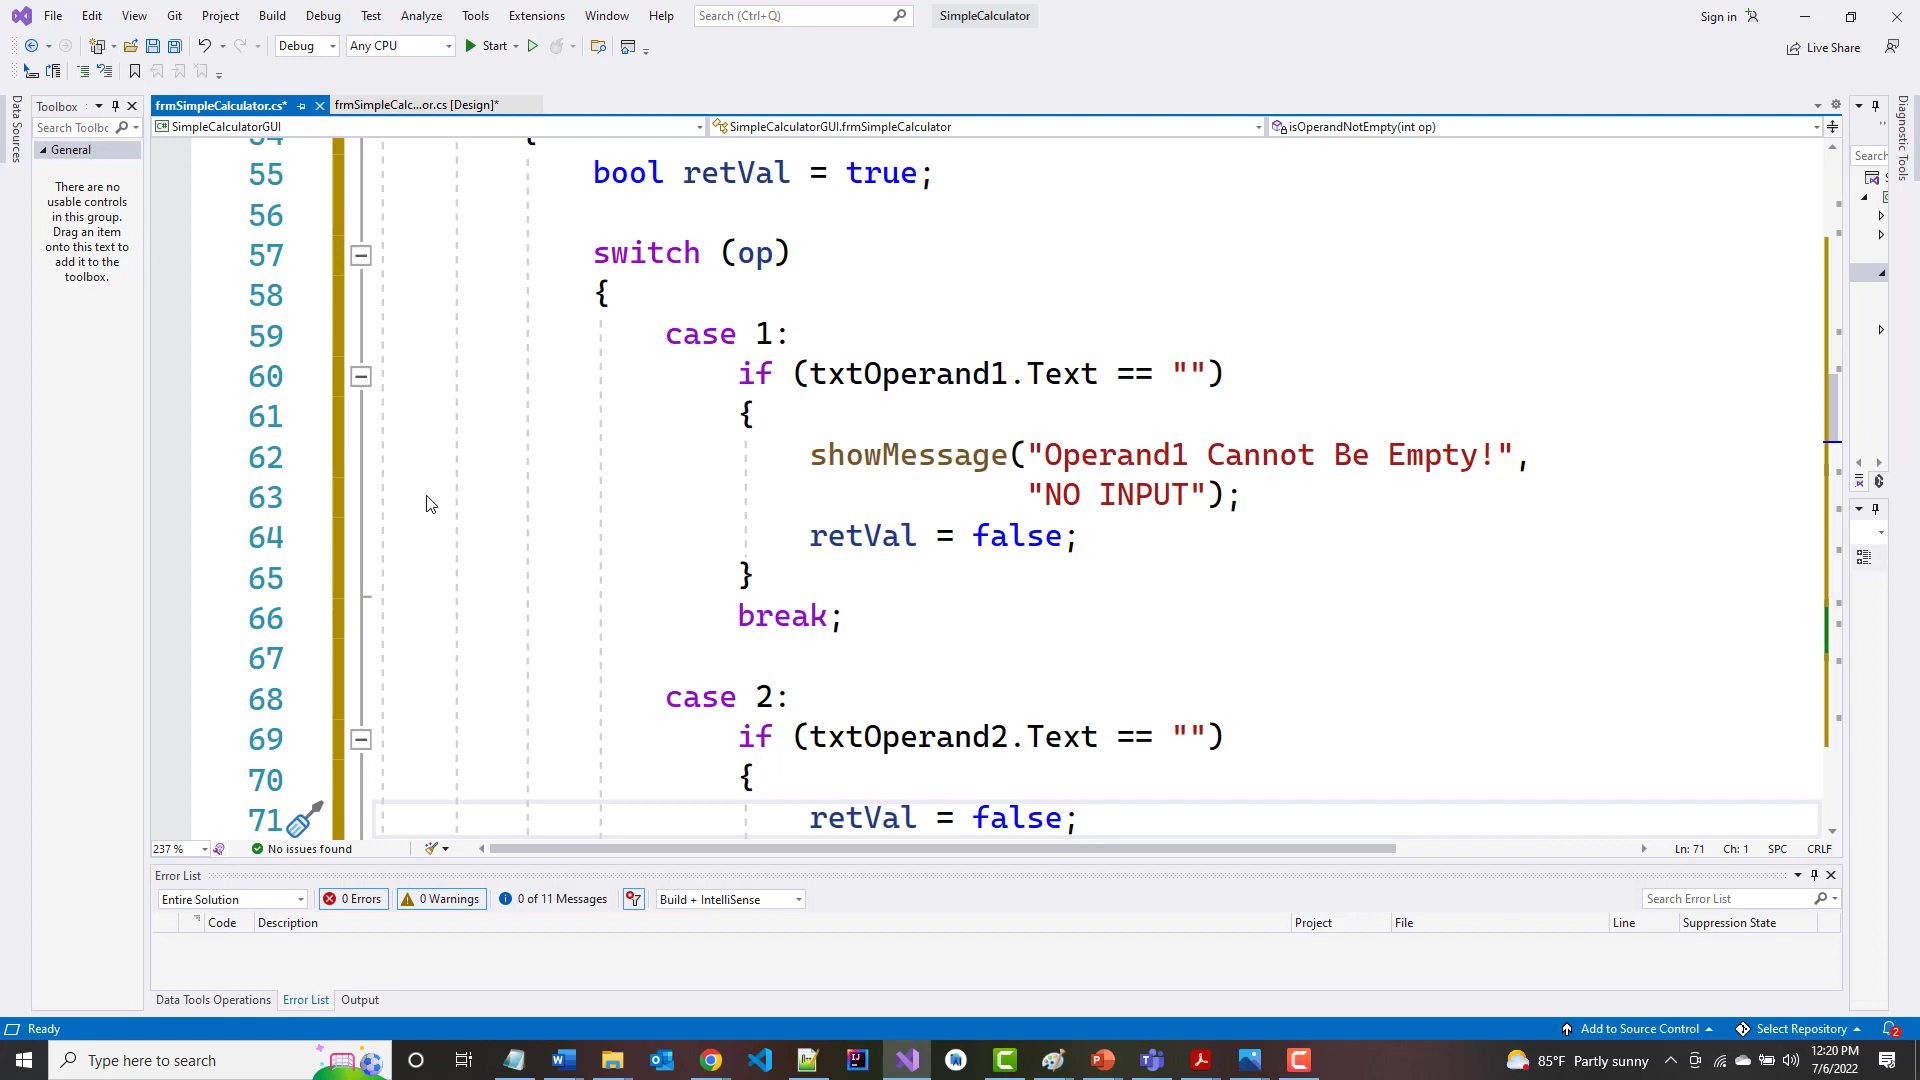 File Edit View Git Project Build Debug Test Analyze Tools Extensions Window Help Search (Ctrl+Q) SimpleCalculator Sign in
Debug Any CPU Start Live Share
Data Sources
Toolbox
Search Toolbo
General
There are no
usable controls
in this group.
Drag an item
onto this text to
add it to the
toolbox.
frmSimpleCalculator.cs* frmSimpleCalc...or.cs [Design]*
SimpleCalculatorGUI SimpleCalculatorGUI.frmSimpleCalculator isOperandNotEmpty(int op)
{
55 bool retVal = true;
56
57 switch (op)
58 {
59 case 1:
60 if (txtOperand1.Text == "")
61 {
62 showMessage("Operand1 Cannot Be Empty!",
63 "NO INPUT");
64 retVal = false;
65 }
66 break;
67
68 case 2:
69 if (txtOperand2.Text == "")
70 {
71 retVal = false;
237 % No issues found Ln: 71 Ch: 1 SPC CRLF
Search
Diagnostic Tools
Error List
Entire Solution 0 Errors 0 Warnings 0 of 11 Messages Build + IntelliSense Search Error List
Code Description Project File Line Suppression State
Data Tools Operations Error List Output
Ready Add to Source Control Select Repository 2
Type here to search 85°F Partly sunny 12:20 PM
7/6/2022